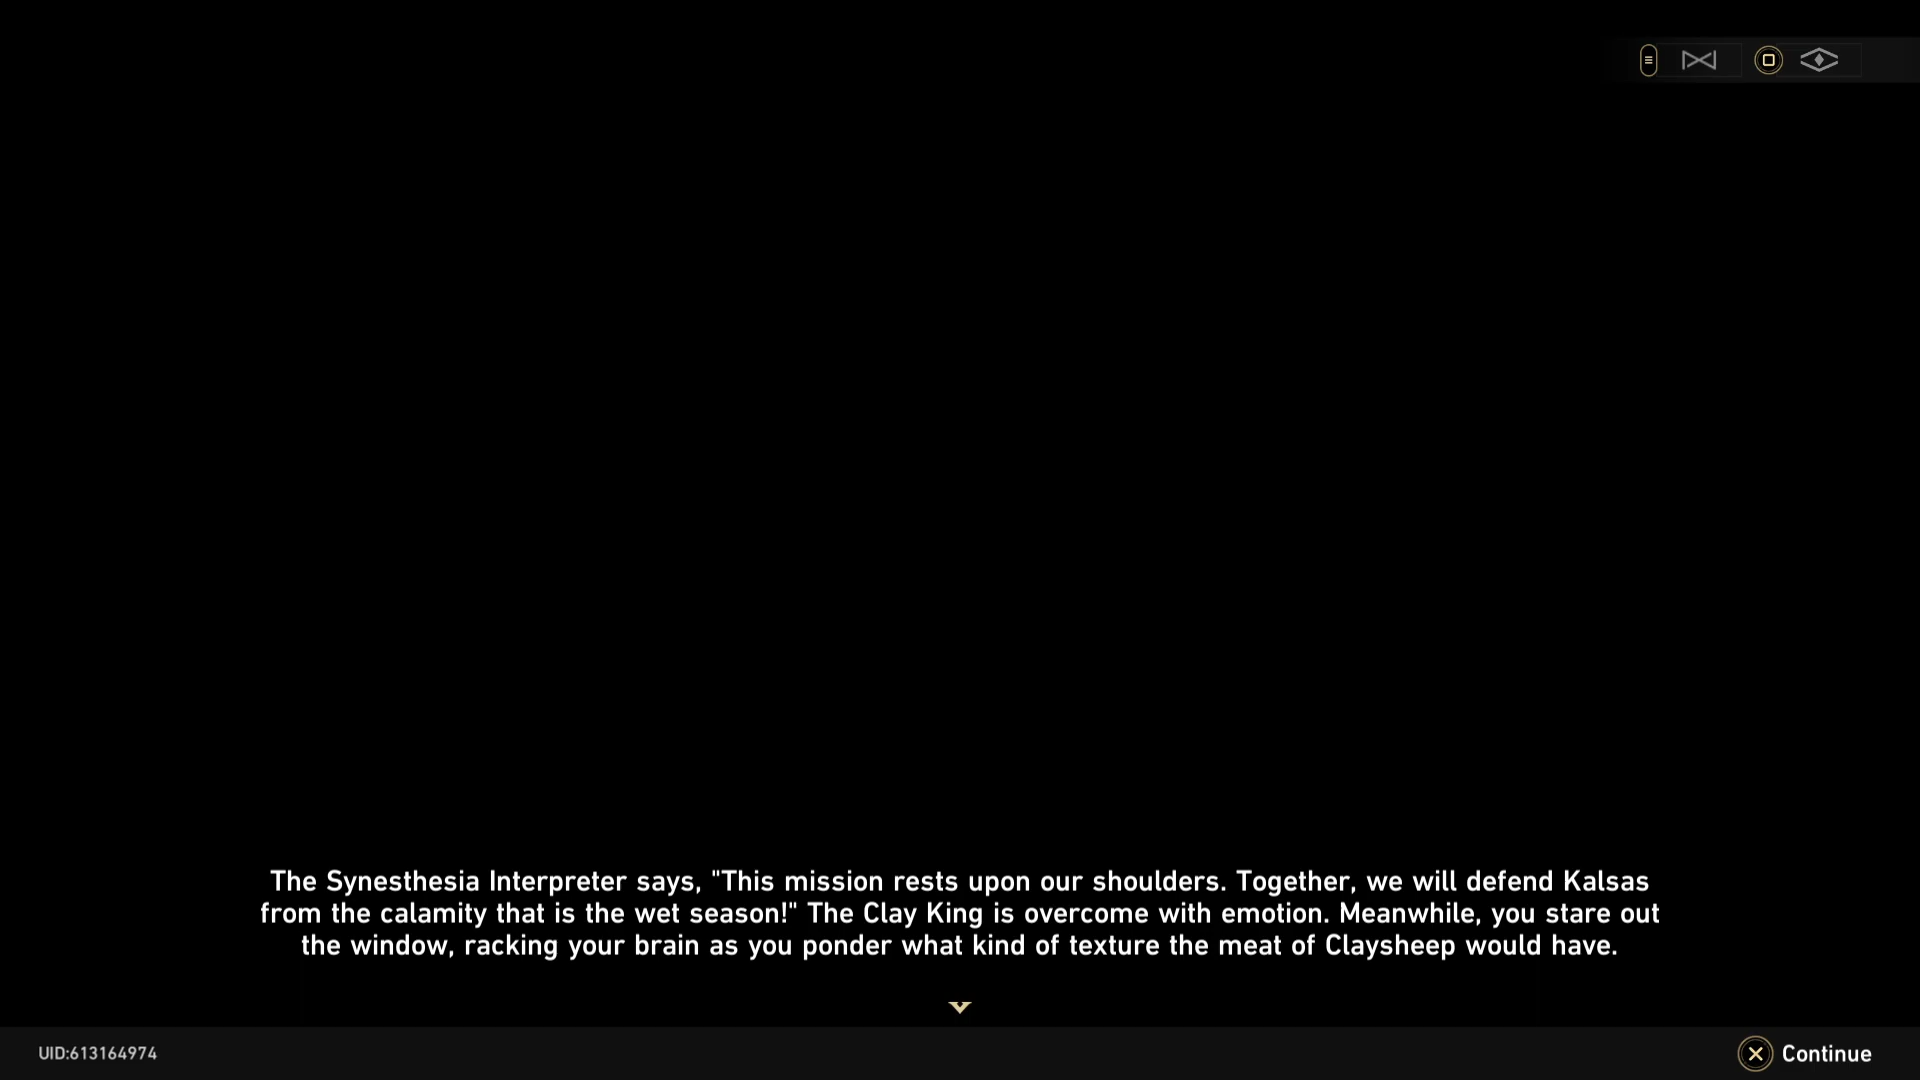 The Synesthesia Interpreter says, "This mission rests upon our shoulders. Together, we will defend Kalsas
from the calamity that is the wet season!" The Clay King is overcome with emotion. Meanwhile, you stare out
the window, racking your brain as you ponder what kind of texture the meat of Claysheep would have.
UID:613164974
Continue